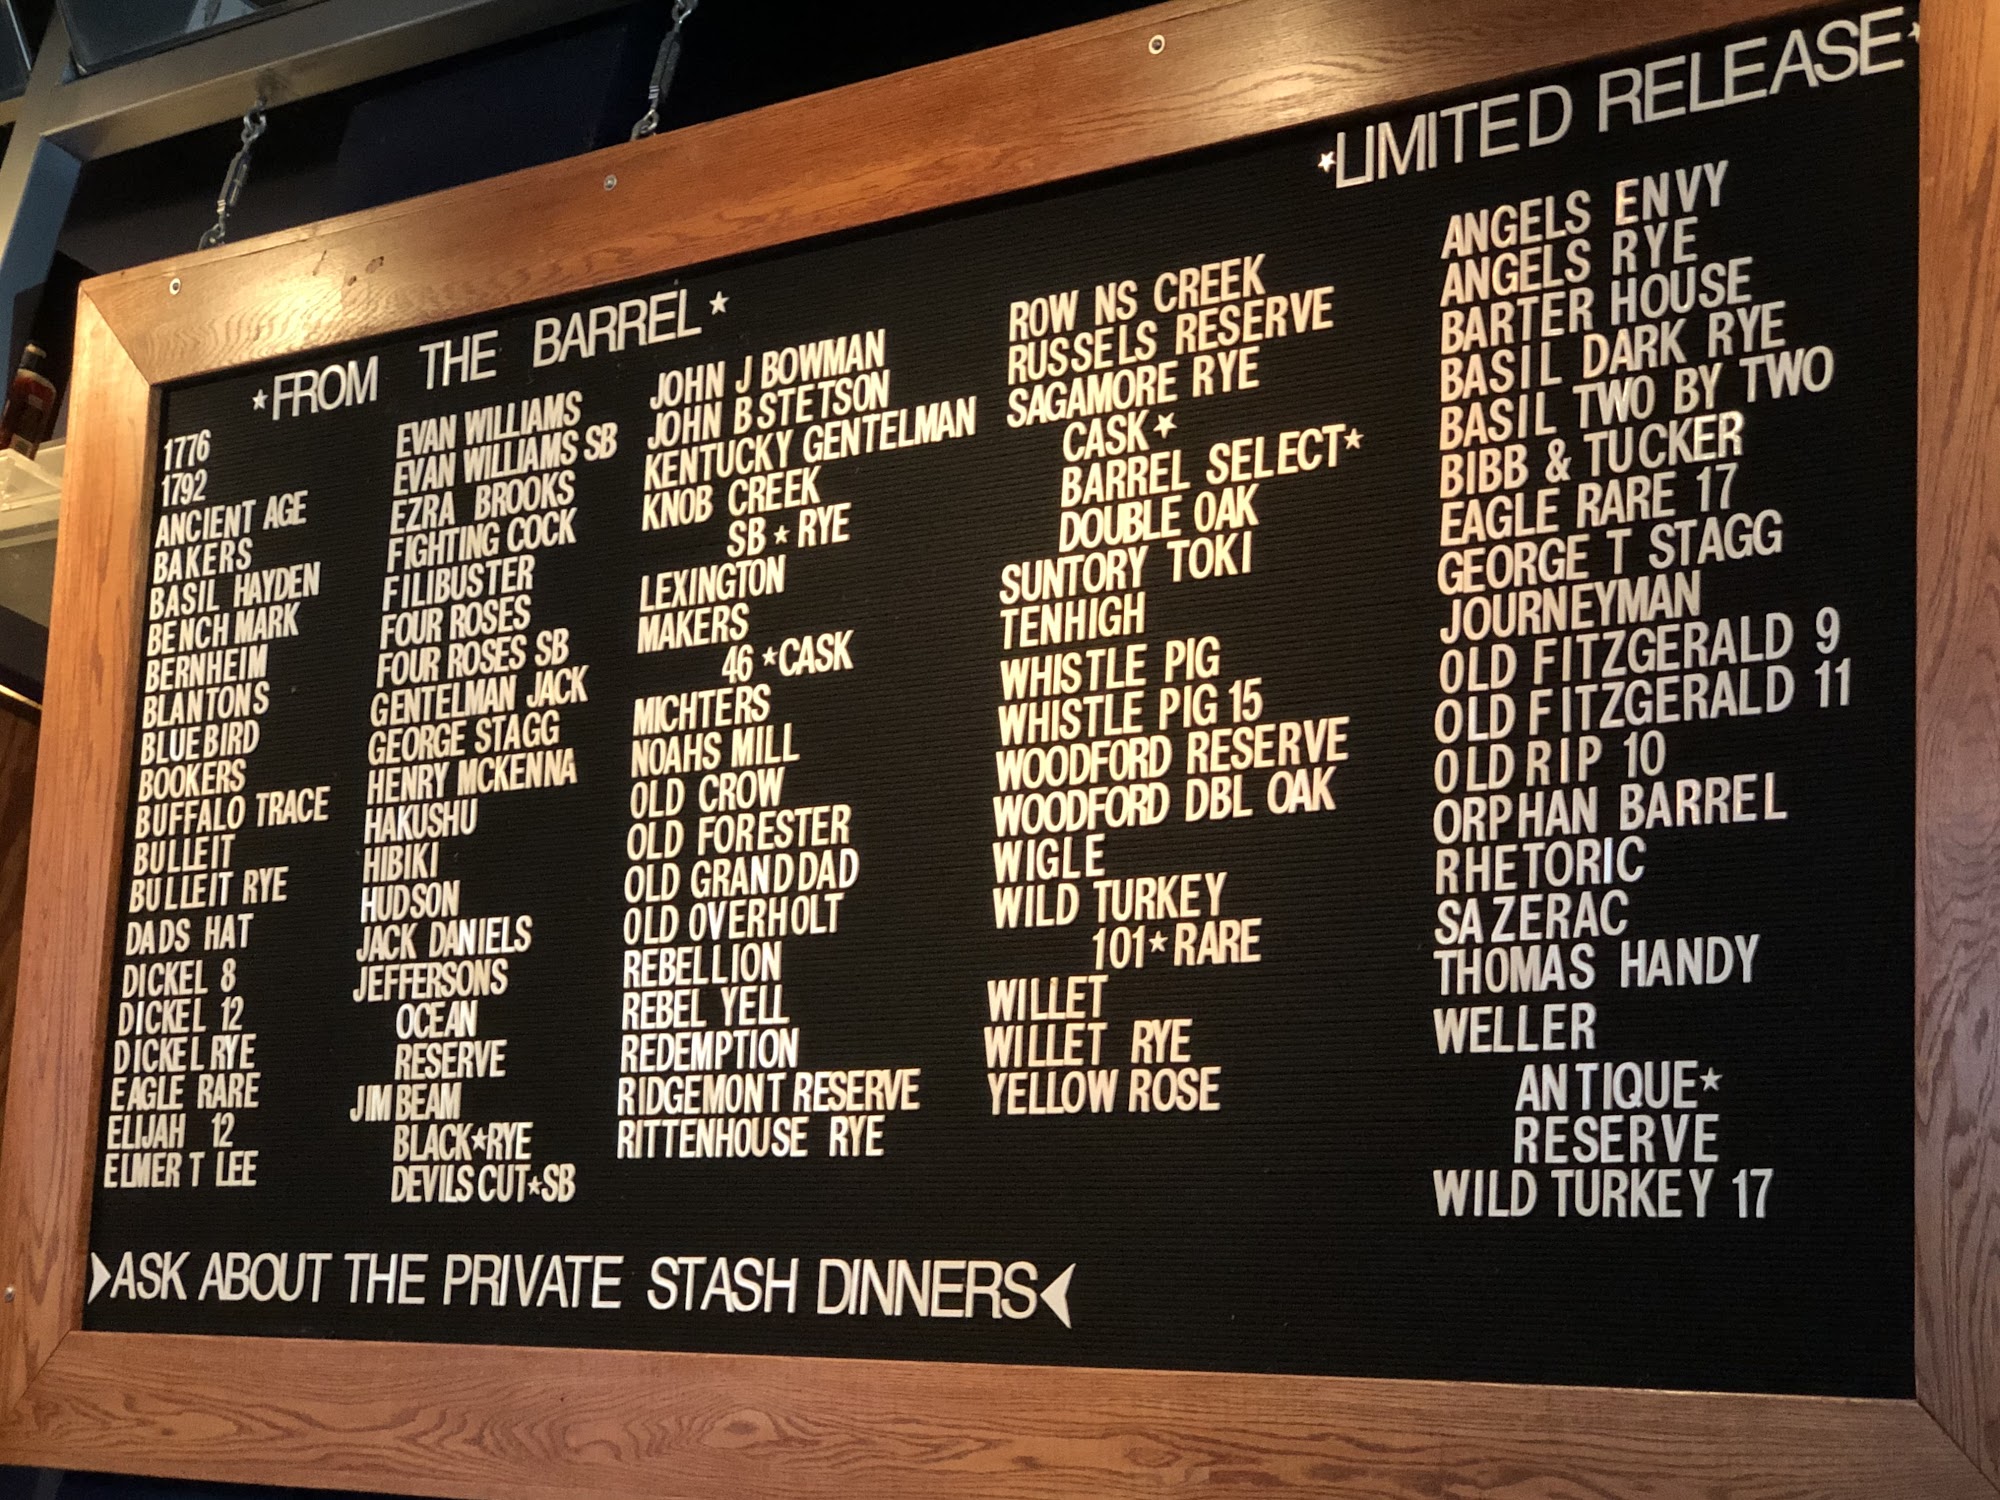 *FROM THE BARREL*
1776
1792
ANCIENT AGE
BAKERS
BASIL HAYDEN
BENCH MARK
BERNHEIM
BLANTONS
BLUE BIRD
BOOKERS
BUFFALO TRACE
BULLEIT
BULLEIT RYE
DADS HAT
DICKEL 8
DICKEL 12
DICKEL RYE
EAGLE RARE
ELIJAH 12
ELMER T LEE
EVAN WILLIAMS
EVAN WILLIAMS SB
EZRA BROOKS
FIGHTING COCK
FILIBUSTER
FOUR ROSES
FOUR ROSES SB
GENTELMAN JACK
GEORGE STAGG
HENRY MCKENNA
HAKUSHU
HIBIKI
HUDSON
JACK DANIELS
JEFFERSONS
OCEAN
RESERVE
JIM BEAM
BLACK*RYE
DEVILS CUT*SB
JOHN J BOWMAN
JOHN B STETSON
KENTUCKY GENTELMAN
KNOB CREEK
SB * RYE
LEXINGTON
MAKERS
46 *CASK
MICHTERS
NOAHS MILL
OLD CROW
OLD FORESTER
OLD GRANDDAD
OLD OVERHOLT
REBELLION
REBEL YELL
REDEMPTION
RIDGEMONT RESERVE
RITTENHOUSE RYE
ROW NS CREEK
RUSSELS RESERVE
SAGAMORE RYE
CASK*
BARREL SELECT*
DOUBLE OAK
SUNTORY TOKI
TENHIGH
WHISTLE PIG
WHISTLE PIG 15
WOODFORD RESERVE
WOODFORD DBL OAK
WIGLE
WILD TURKEY
101*RARE
WILLET
WILLET RYE
YELLOW ROSE
*LIMITED RELEASE*
ANGELS ENVY
ANGELS RYE
BARTER HOUSE
BASIL DARK RYE
BASIL TWO BY TWO
BIBB & TUCKER
EAGLE RARE 17
GEORGE T STAGG
JOURNEYMAN
OLD FITZGERALD 9
OLD FITZGERALD 11
OLD RIP 10
ORPHAN BARREL
RHETORIC
SAZERAC
THOMAS HANDY
WELLER
ANTIQUE*
RESERVE
WILD TURKEY 17
ASK ABOUT THE PRIVATE STASH DINNERS